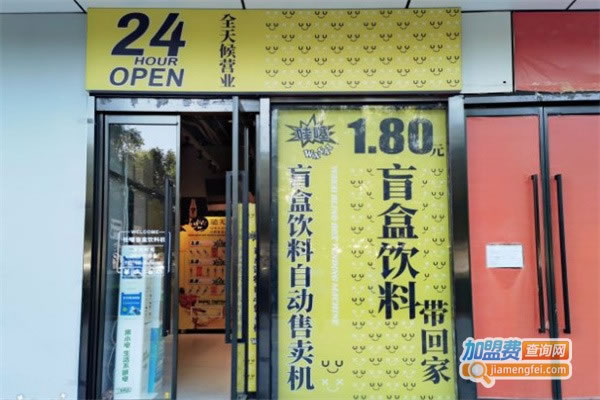 24
HOUR
OPEN
全天候营业
1.80元
盲盒饮料
带回家
盲盒饮料自动售卖机
WELCOME
加盟费查询网
jiamengfei.com